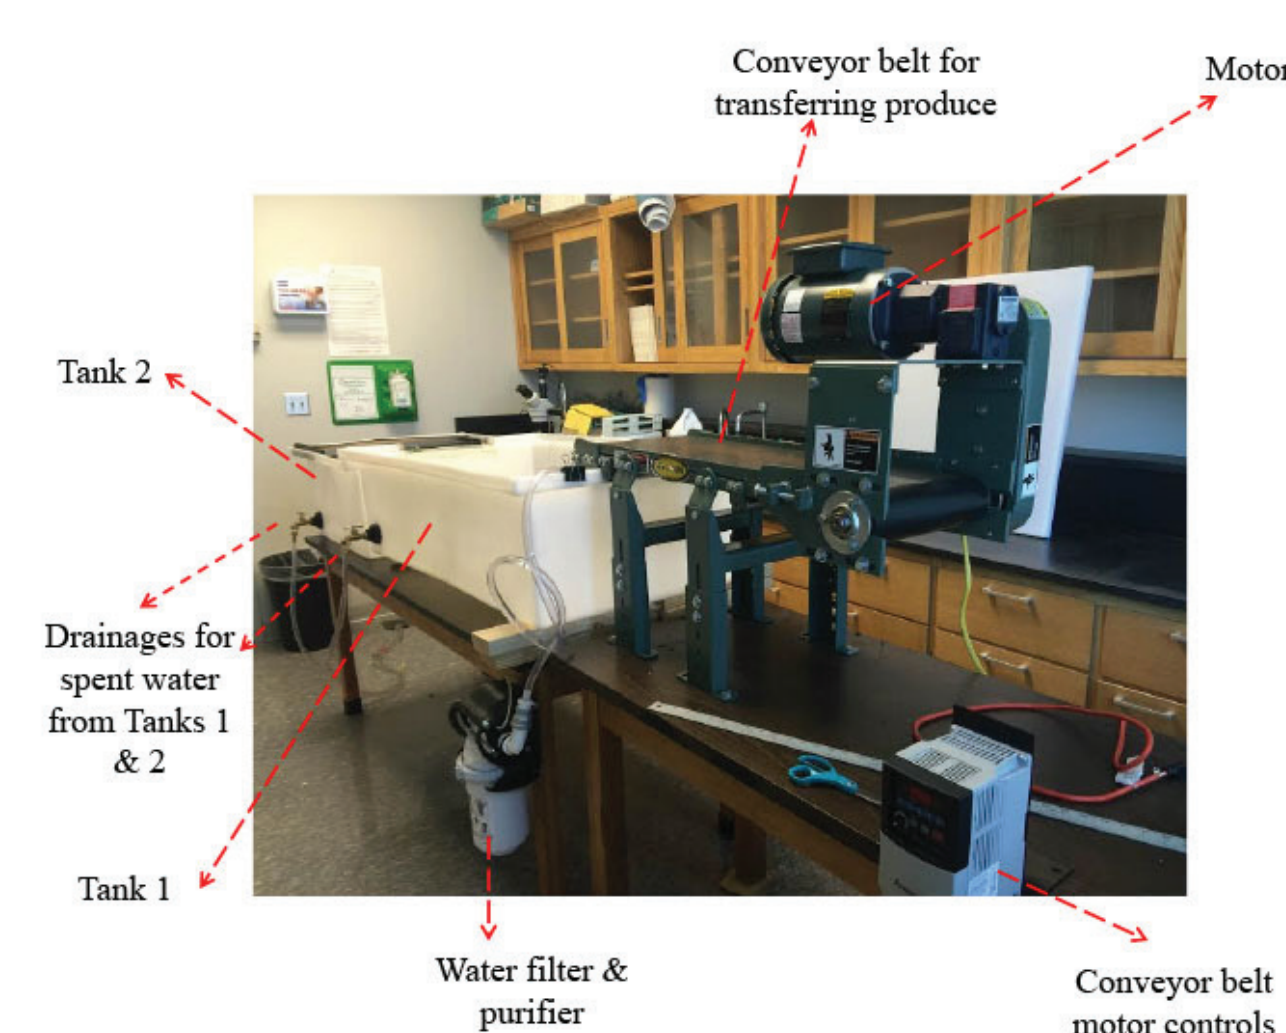 Conveyor belt for
transferring produce
Motor
Tank 2
Drainages for
spent water
from Tanks 1
& 2
Tank 1
Water filter &
purifier
Conveyor belt
motor controls